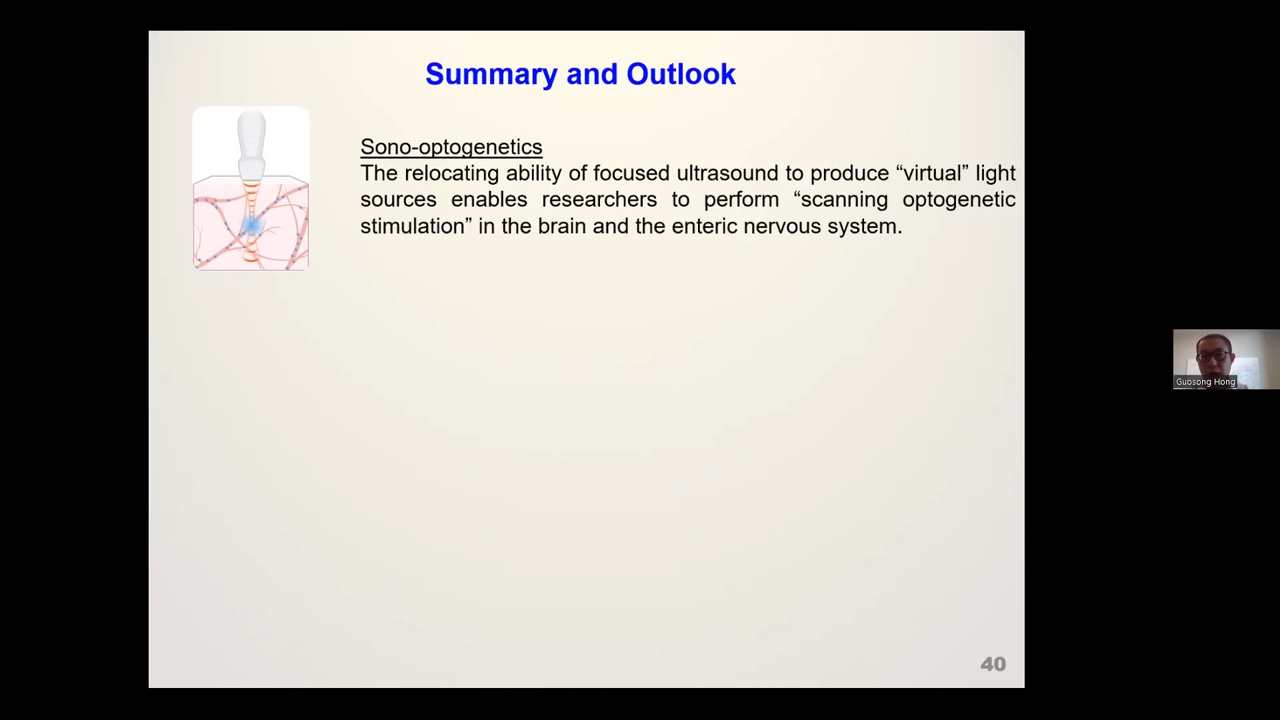 Summary and Outlook
Sono-optogenetics
The relocating ability of focused ultrasound to produce “virtual” light
sources enables researchers to perform “scanning optogenetic
stimulation” in the brain and the enteric nervous system.
Guosong Hong
40